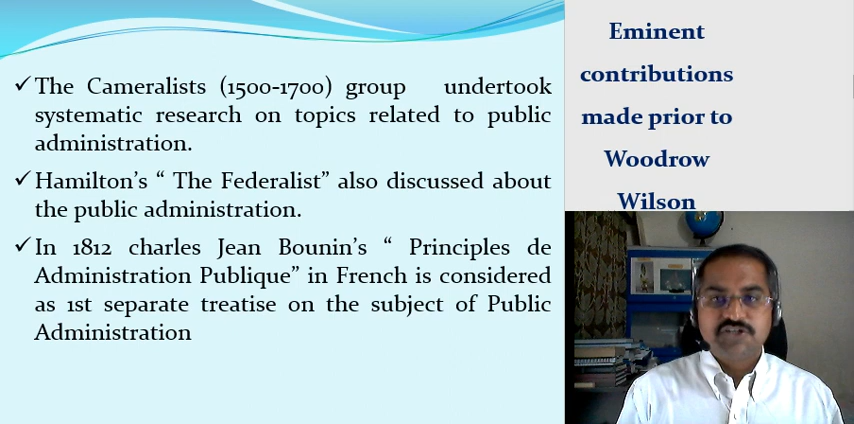 ✓ The Cameralists (1500-1700) group undertook
systematic research on topics related to public
administration.
✓ Hamilton's “ The Federalist” also discussed about
the public administration.
✓ In 1812 charles Jean Bounin's “ Principles de
Administration Publique” in French is considered
as 1st separate treatise on the subject of Public
Administration
Eminent
contributions
made prior to
Woodrow
Wilson